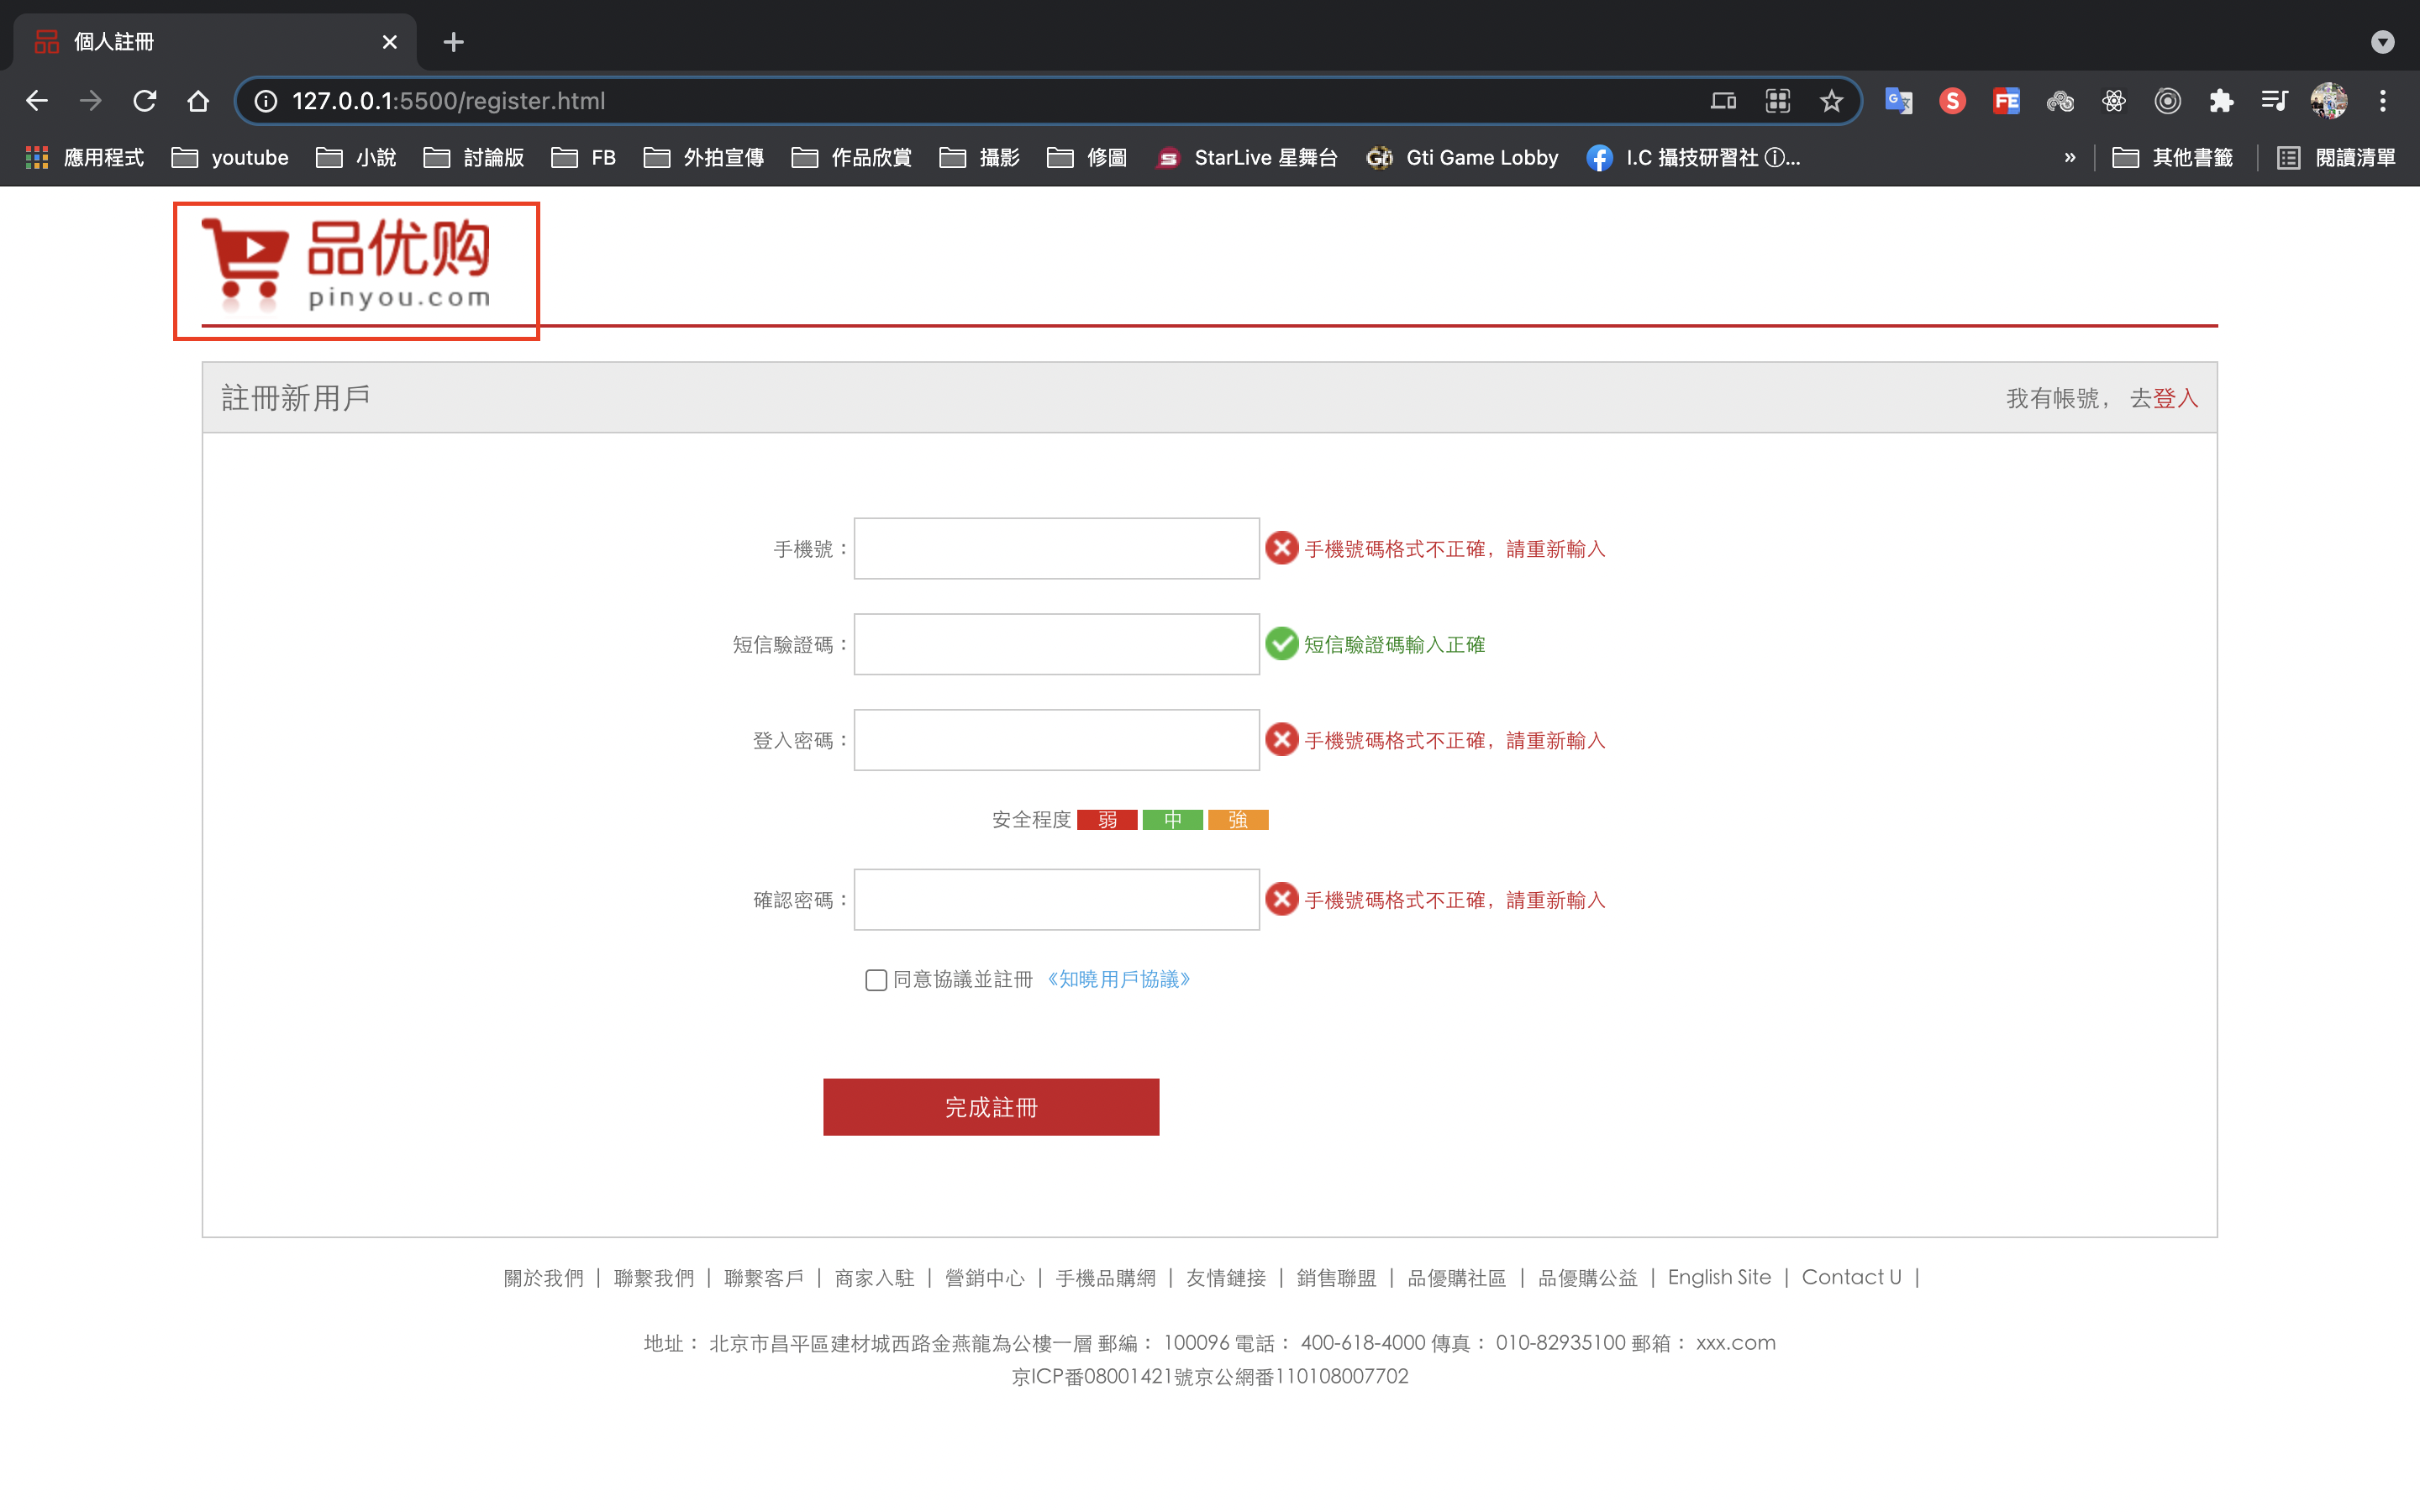 個人註冊
127.0.0.1:5500/register.html
應用程式 youtube 小說 討論版 FB 外拍宣傳 作品欣賞 攝影 修圖 StarLive 星舞台 Gti Game Lobby I.C 攝技研習社 ⓘ... » 其他書籤 閱讀清單
品优购
pinyou.com
註冊新用戶 我有帳號， 去登入
手機號： 手機號碼格式不正確，請重新輸入
短信驗證碼： 短信驗證碼輸入正確
登入密碼： 手機號碼格式不正確，請重新輸入
安全程度 弱 中 強
確認密碼： 手機號碼格式不正確，請重新輸入
同意協議並註冊 《知曉用戶協議》
完成註冊
關於我們 | 聯繫我們 | 聯繫客戶 | 商家入駐 | 營銷中心 | 手機品購網 | 友情鏈接 | 銷售聯盟 | 品優購社區 | 品優購公益 | English Site | Contact U |
地址： 北京市昌平區建材城西路金燕龍為公樓一層 郵編： 100096 電話： 400-618-4000 傳真： 010-82935100 郵箱： xxx.com
京ICP番08001421號京公網番110108007702